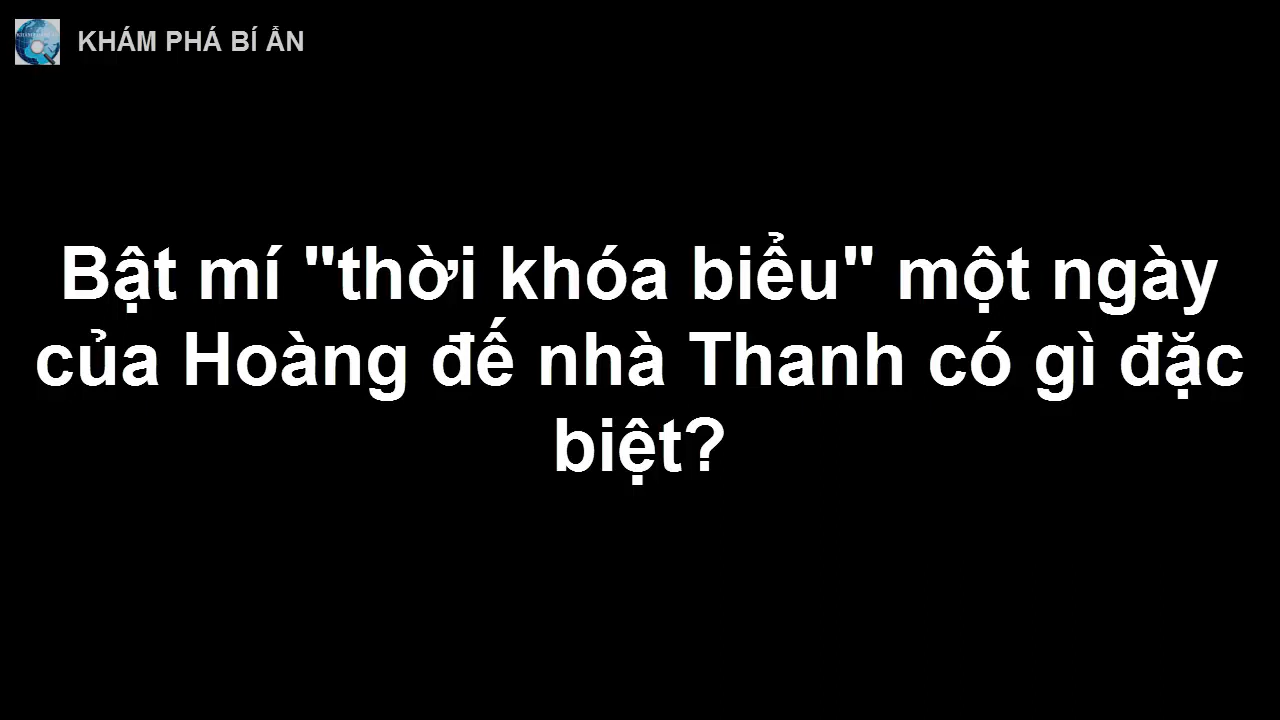 KHÁM PHÁ BÍ ẨN
Bật mí "thời khóa biểu" một ngày
của Hoàng đế nhà Thanh có gì đặc
biệt?